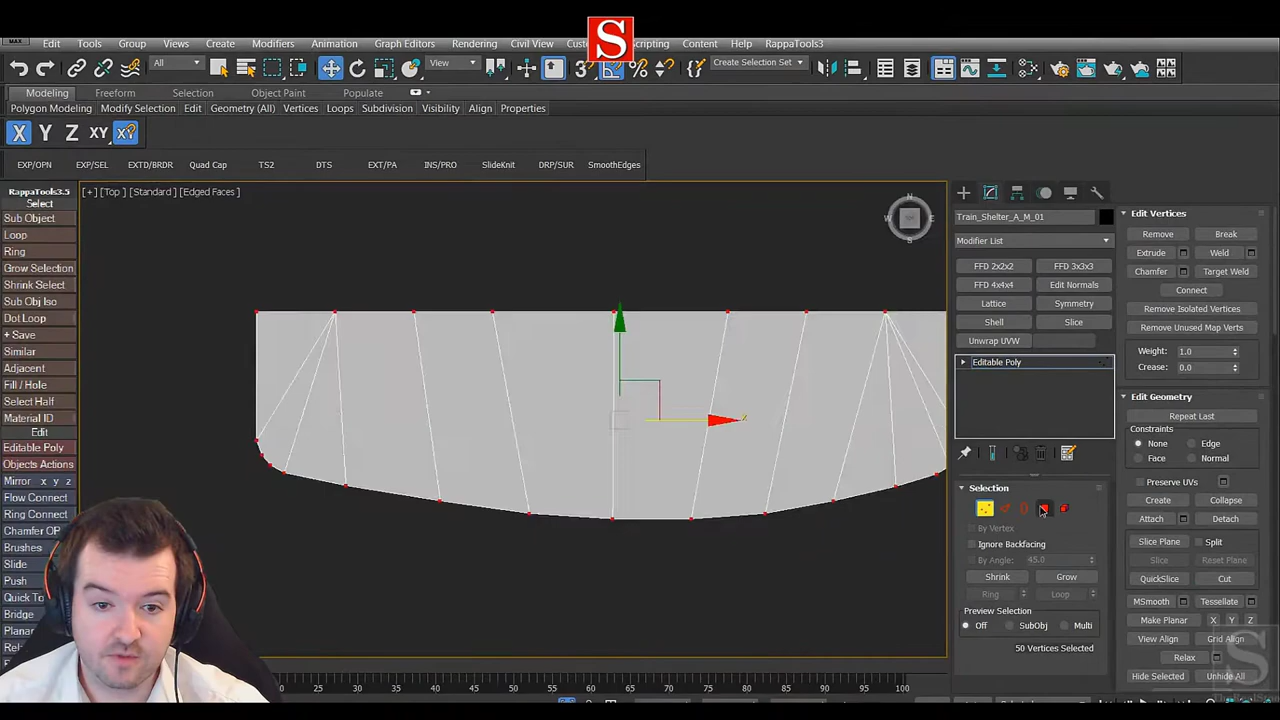 S
MAX
Edit Tools Group Views Create Modifiers Animation Graph Editors Rendering Civil View Scripting Content Help RappaTools3
All View Create Selection Set
Modeling Freeform Selection Object Paint Populate
Polygon Modeling Modify Selection Edit Geometry (All) Vertices Loops Subdivision Visibility Align Properties
X Y Z XY
EXP/OPN EXP/SEL EXTD/BRDR Quad Cap TS2 DTS EXT/PA INS/PRO SlideKnit DRP/SUR SmoothEdges
RappaTools3.5
Select
Sub Object
Loop
Ring
Grow Selection
Shrink Select
Sub Obj Iso
Dot Loop
+ Save
Similar
Adjacent
Fill / Hole
Select Half
Material ID
Edit
Editable Poly
Objects Actions
Mirror x y z
Flow Connect
Ring Connect
Chamfer OP
Brushes
Slide
Push
Quick
Bridge
[+] [Top] [Standard] [Edged Faces]
N
W E
S
y
x
Train_Shelter_A_M_01
Modifier List
FFD 2x2x2 FFD 3x3x3
FFD 4x4x4 Edit Normals
Lattice Symmetry
Shell Slice
Unwrap UVW
Editable Poly
Selection
By Vertex
Ignore Backfacing
By Angle: 45.0
Shrink Grow
Ring Loop
Preview Selection
Off SubObj Multi
50 Vertices Selected
Edit Vertices
Remove Break
Extrude Weld
Chamfer Target Weld
Connect
Remove Isolated Vertices
Remove Unused Map Verts
Weight: 1.0
Crease: 0.0
Edit Geometry
Repeat Last
Constraints
None Edge
Face Normal
Preserve UVs
Create Collapse
Attach Detach
Slice Plane Split
Slice Reset Plane
QuickSlice Cut
MSmooth Tessellate
Make Planar X Y Z
View Align Grid Align
Relax
Hide Selected Unhide All
25 30 35 40 45 50 55 60 65 70 75 80 85 90 95 100